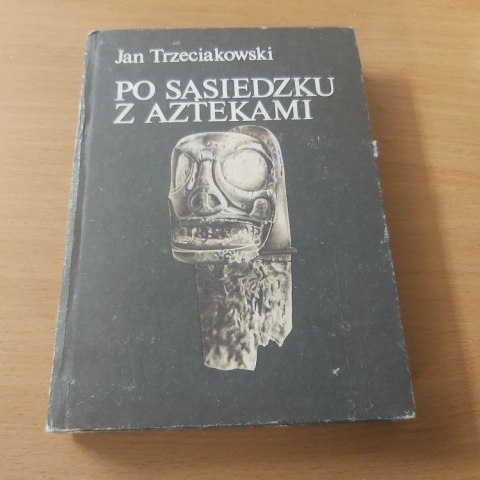 Jan Trzeciakowski
PO SĄSIEDZKU
Z AZTEKAMI